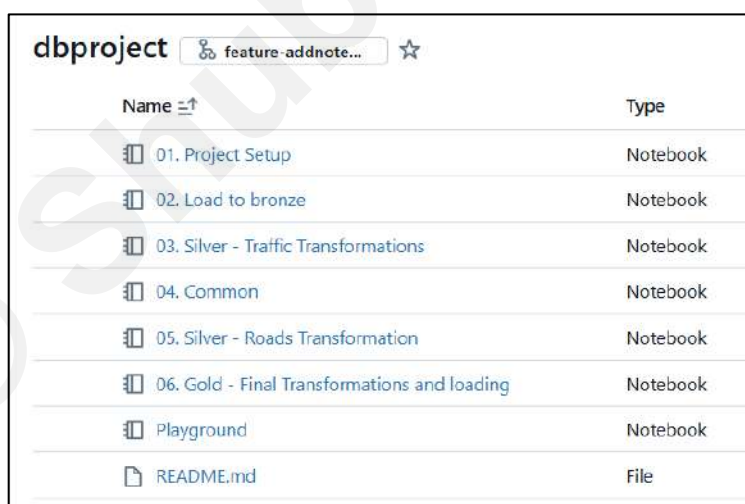 dbproject feature-addnote...
Name Type
01. Project Setup Notebook
02. Load to bronze Notebook
03. Silver - Traffic Transformations Notebook
04. Common Notebook
05. Silver - Roads Transformation Notebook
06. Gold - Final Transformations and loading Notebook
Playground Notebook
README.md File